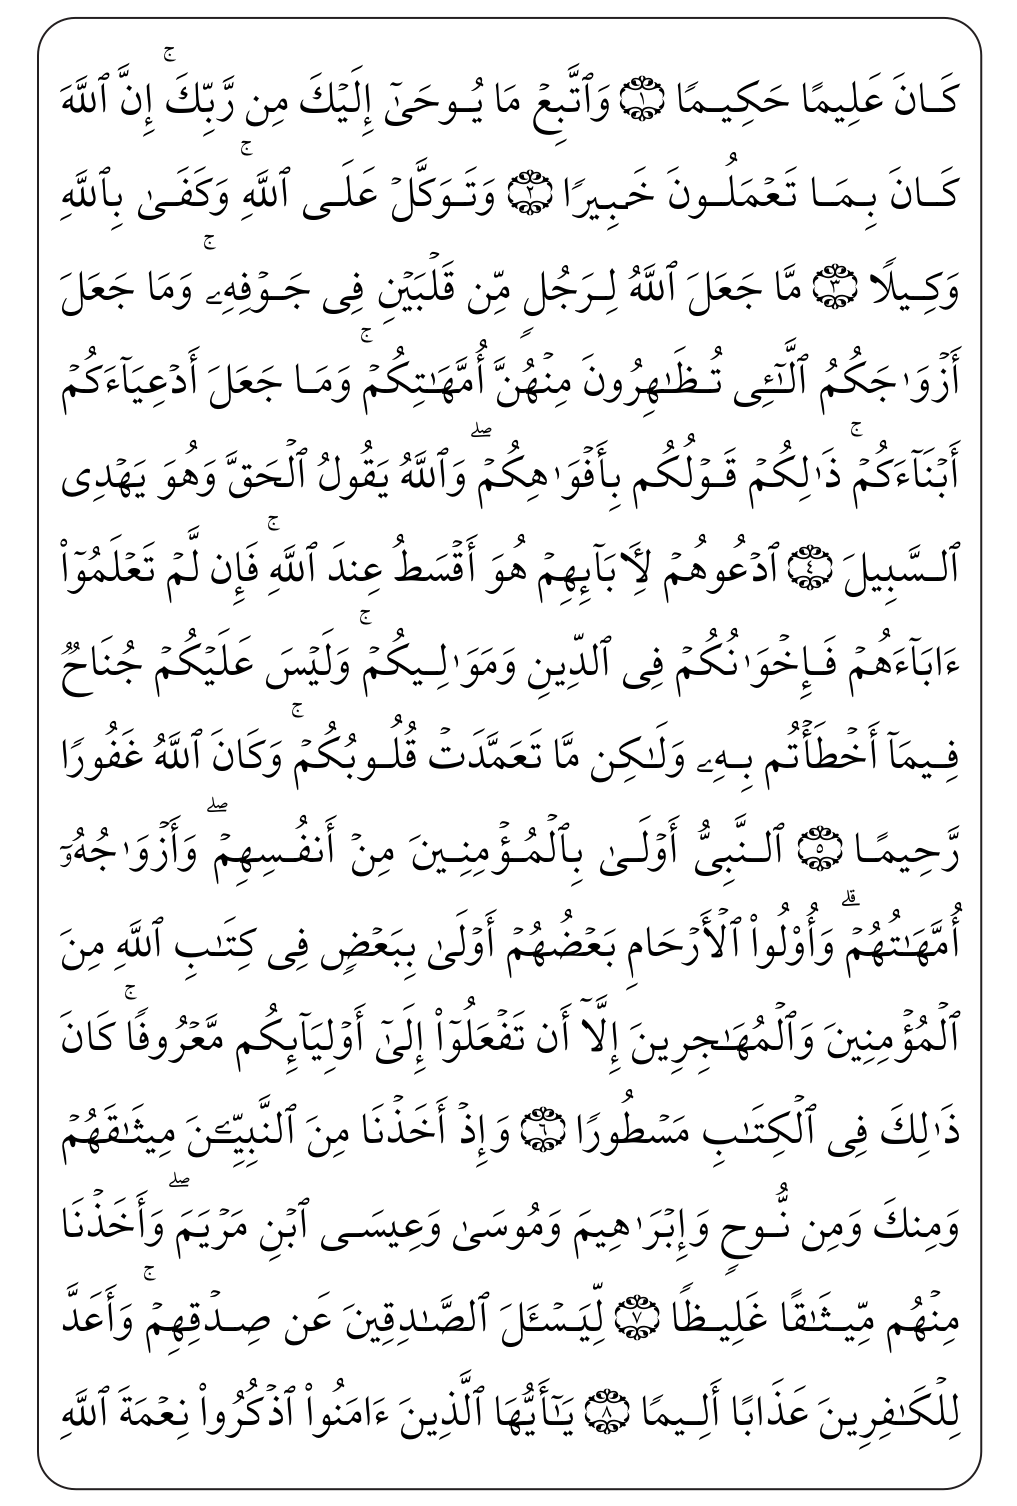 كَانَ عَلِيمًا حَكِيمًا ۝١ وَٱتَّبِعۡ مَا يُوحَىٰٓ إِلَيۡكَ مِن رَّبِّكَۚ إِنَّ ٱللَّهَ
كَانَ بِمَا تَعۡمَلُونَ خَبِيرًا ۝٢ وَتَوَكَّلۡ عَلَى ٱللَّهِۚ وَكَفَىٰ بِٱللَّهِ
وَكِيلًا ۝٣ مَّا جَعَلَ ٱللَّهُ لِرَجُلٍ مِّن قَلۡبَيۡنِ فِى جَوۡفِهِۦۚ وَمَا جَعَلَ
أَزۡوَٰجَكُمُ ٱلَّـٰٓئِى تُظَـٰهِرُونَ مِنۡهُنَّ أُمَّهَـٰتِكُمۡۚ وَمَا جَعَلَ أَدۡعِيَآءَكُمۡ
أَبۡنَآءَكُمۡۚ ذَٰلِكُمۡ قَوۡلُكُم بِأَفۡوَٰهِكُمۡۖ وَٱللَّهُ يَقُولُ ٱلۡحَقَّ وَهُوَ يَهۡدِى
ٱلسَّبِيلَ ۝٤ ٱدۡعُوهُمۡ لِأَبَآئِهِمۡ هُوَ أَقۡسَطُ عِندَ ٱللَّهِۚ فَإِن لَّمۡ تَعۡلَمُوٓاْ
ءَابَآءَهُمۡ فَإِخۡوَٰنُكُمۡ فِى ٱلدِّينِ وَمَوَٰلِيكُمۡۚ وَلَيۡسَ عَلَيۡكُمۡ جُنَاحٌ
فِيمَآ أَخۡطَأۡتُم بِهِۦ وَلَـٰكِن مَّا تَعَمَّدَتۡ قُلُوبُكُمۡۚ وَكَانَ ٱللَّهُ غَفُورًا
رَّحِيمًا ۝٥ ٱلنَّبِىُّ أَوۡلَىٰ بِٱلۡمُؤۡمِنِينَ مِنۡ أَنفُسِهِمۡۖ وَأَزۡوَٰجُهُۥٓ
أُمَّهَـٰتُهُمۡۗ وَأُوْلُواْ ٱلۡأَرۡحَامِ بَعۡضُهُمۡ أَوۡلَىٰ بِبَعۡضٍ فِى كِتَـٰبِ ٱللَّهِ مِنَ
ٱلۡمُؤۡمِنِينَ وَٱلۡمُهَـٰجِرِينَ إِلَّآ أَن تَفۡعَلُوٓاْ إِلَىٰٓ أَوۡلِيَآئِكُم مَّعۡرُوفًاۚ كَانَ
ذَٰلِكَ فِى ٱلۡكِتَـٰبِ مَسۡطُورًا ۝٦ وَإِذۡ أَخَذۡنَا مِنَ ٱلنَّبِيِّـۧنَ مِيثَـٰقَهُمۡ
وَمِنكَ وَمِن نُّوحٍ وَإِبۡرَٰهِيمَ وَمُوسَىٰ وَعِيسَى ٱبۡنِ مَرۡيَمَۖ وَأَخَذۡنَا
مِنۡهُم مِّيثَـٰقًا غَلِيظًا ۝٧ لِّيَسۡـَٔلَ ٱلصَّـٰدِقِينَ عَن صِدۡقِهِمۡۚ وَأَعَدَّ
لِلۡكَـٰفِرِينَ عَذَابًا أَلِيمًا ۝٨ يَـٰٓأَيُّهَا ٱلَّذِينَ ءَامَنُواْ ٱذۡكُرُواْ نِعۡمَةَ ٱللَّهِ